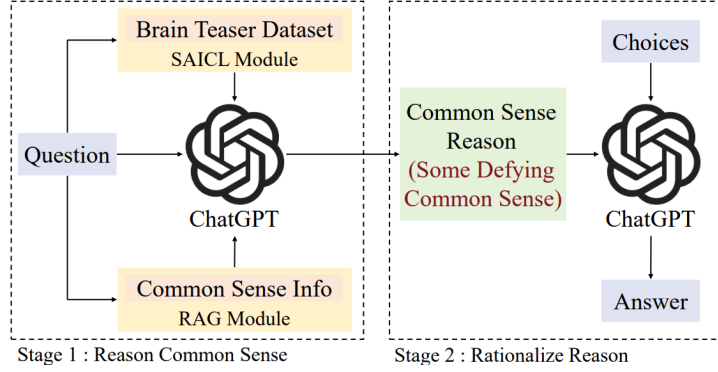 Brain Teaser Dataset
SAICL Module
Question
ChatGPT
Common Sense Info
RAG Module
Stage 1 : Reason Common Sense
Choices
Common Sense
Reason
(Some Defying
Common Sense)
ChatGPT
Answer
Stage 2 : Rationalize Reason